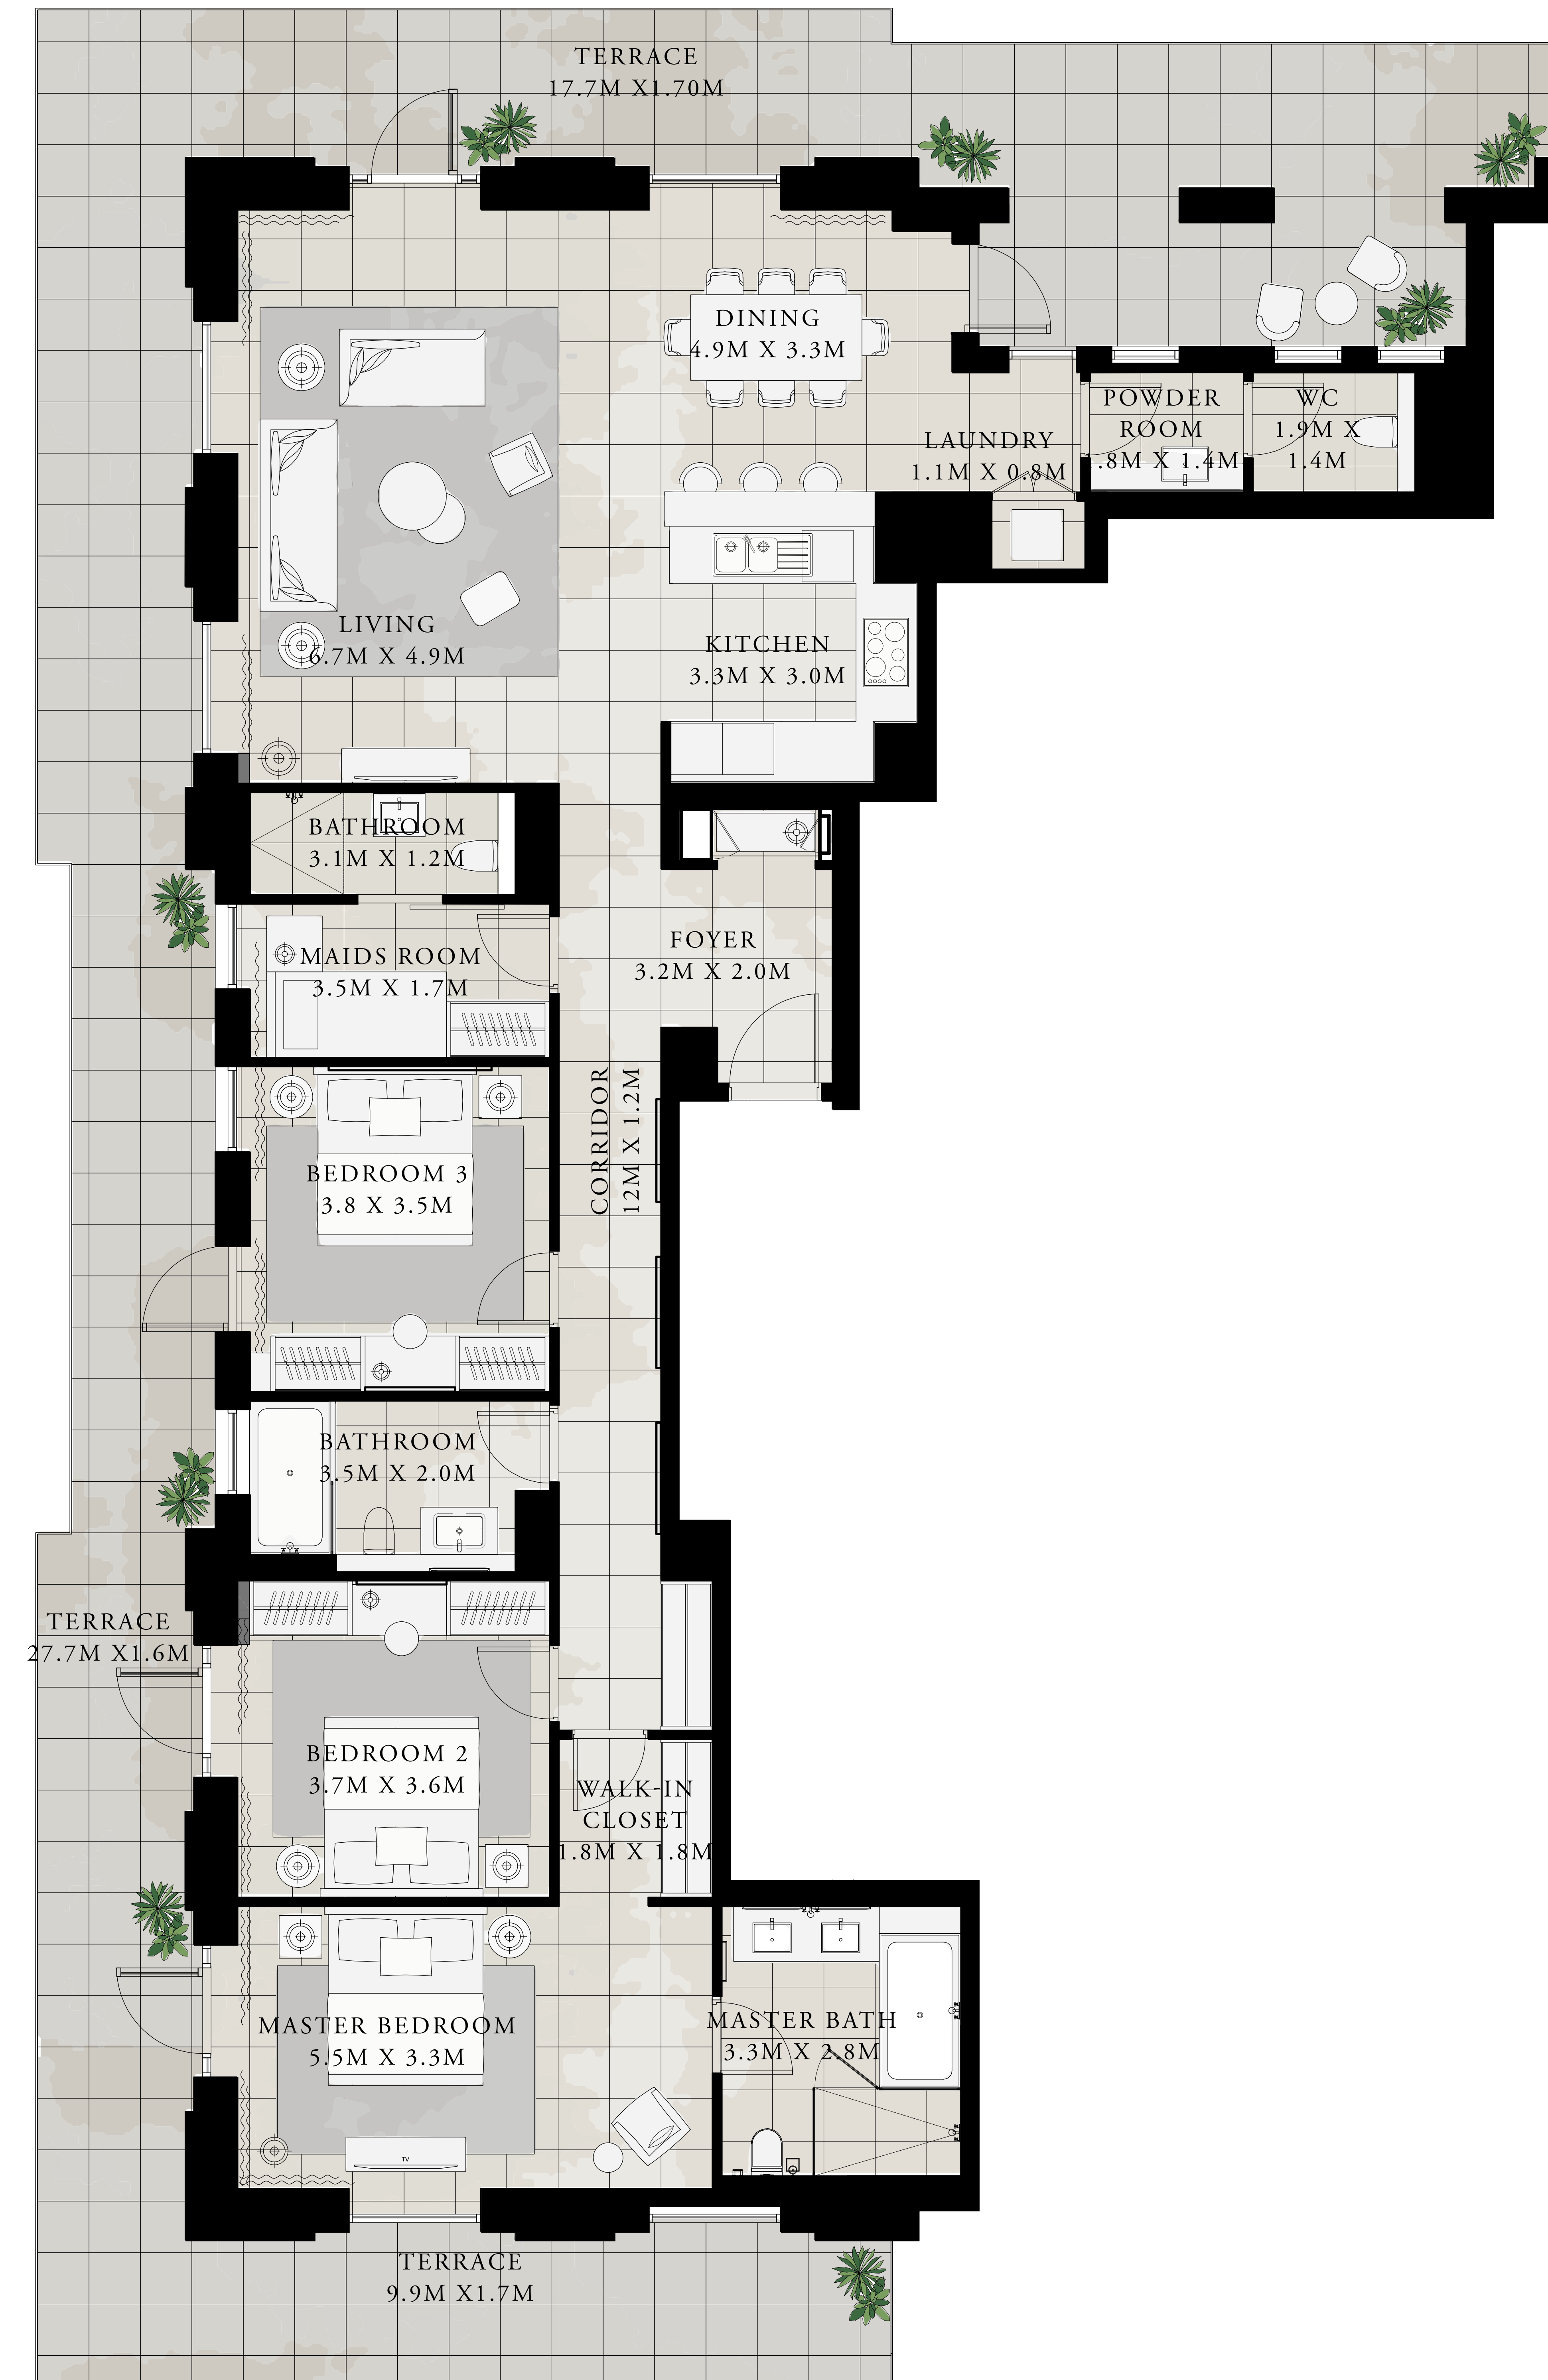 TERRACE
17.7M X1.70M
DINING
4.9M X 3.3M
POWDER
ROOM
.8M X 1.4M
WC
1.9M X
1.4M
LAUNDRY
1.1M X 0.8M
LIVING
6.7M X 4.9M
KITCHEN
3.3M X 3.0M
BATHROOM
3.1M X 1.2M
MAIDS ROOM
3.5M X 1.7M
FOYER
3.2M X 2.0M
CORRIDOR
12M X 1.2M
BEDROOM 3
3.8 X 3.5M
BATHROOM
3.5M X 2.0M
TERRACE
27.7M X1.6M
BEDROOM 2
3.7M X 3.6M
WALK-IN
CLOSET
1.8M X 1.8M
MASTER BEDROOM
5.5M X 3.3M
MASTER BATH
3.3M X 2.8M
TV
TERRACE
9.9M X1.7M